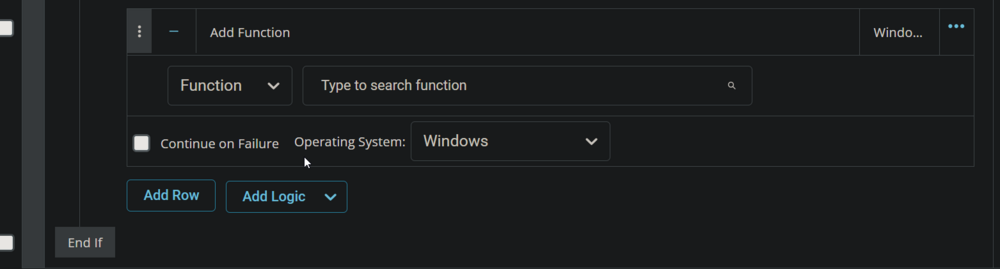 Add Function
Windo...
Function
Type to search function
Continue on Failure
Operating System:
Windows
Add Row
Add Logic
End If